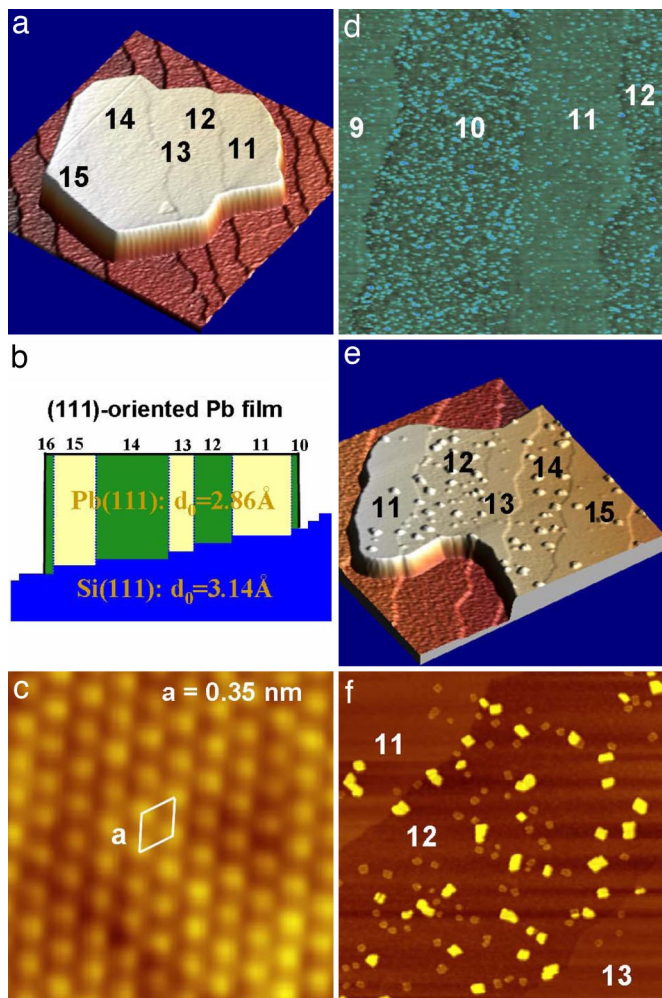 a
14
12
13
11
15
b
(111)-oriented Pb film
16 15 14 13 12 11 10
Pb(111): d₀=2.86Å
Si(111): d₀=3.14Å
c
a = 0.35 nm
a
d
9
10
11
12
e
12
14
11
13
15
f
11
12
13